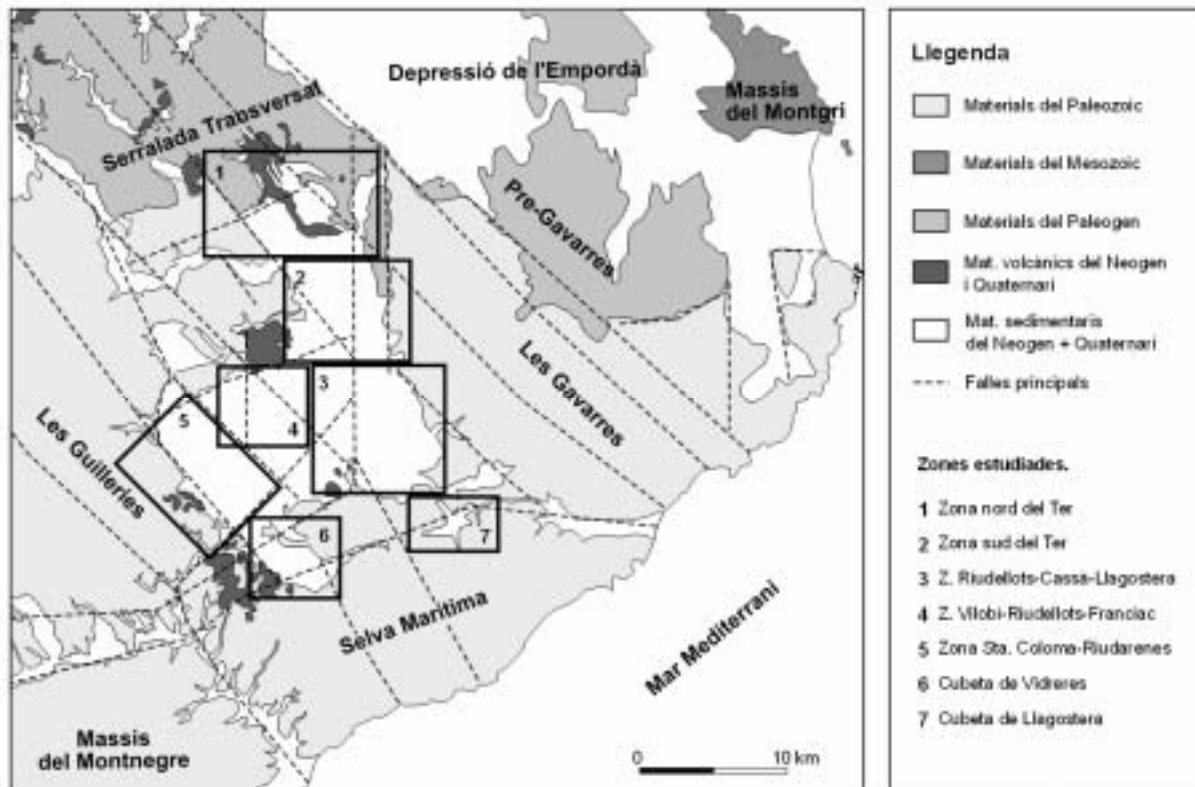 Depressió de l'Empordà
Massis
del Montgrí
Serralada Trabsversal
Pre-Gavarres
Les Gavarres
Les Guilleries
Selva Marítima
Mar Mediterrani
Massis
del Montnegre
1
2
3
4
5
6
7
0 10 km
Llegenda
Materials del Paleozoic
Materials del Mesozoic
Materials del Paleogen
Mat. volcànics del Neogen
i Quaternari
Mat. sedimentaris
del Neogen + Quaternari
Falles principals
Zones estudiades.
1 Zona nord del Ter
2 Zona sud del Ter
3 Z. Riudellots-Cassà-Llagostera
4 Z. Vilobí-Riudellots-Franciac
5 Zona Sta. Coloma-Riudarenes
6 Cubeta de Vidreres
7 Cubeta de Llagostera